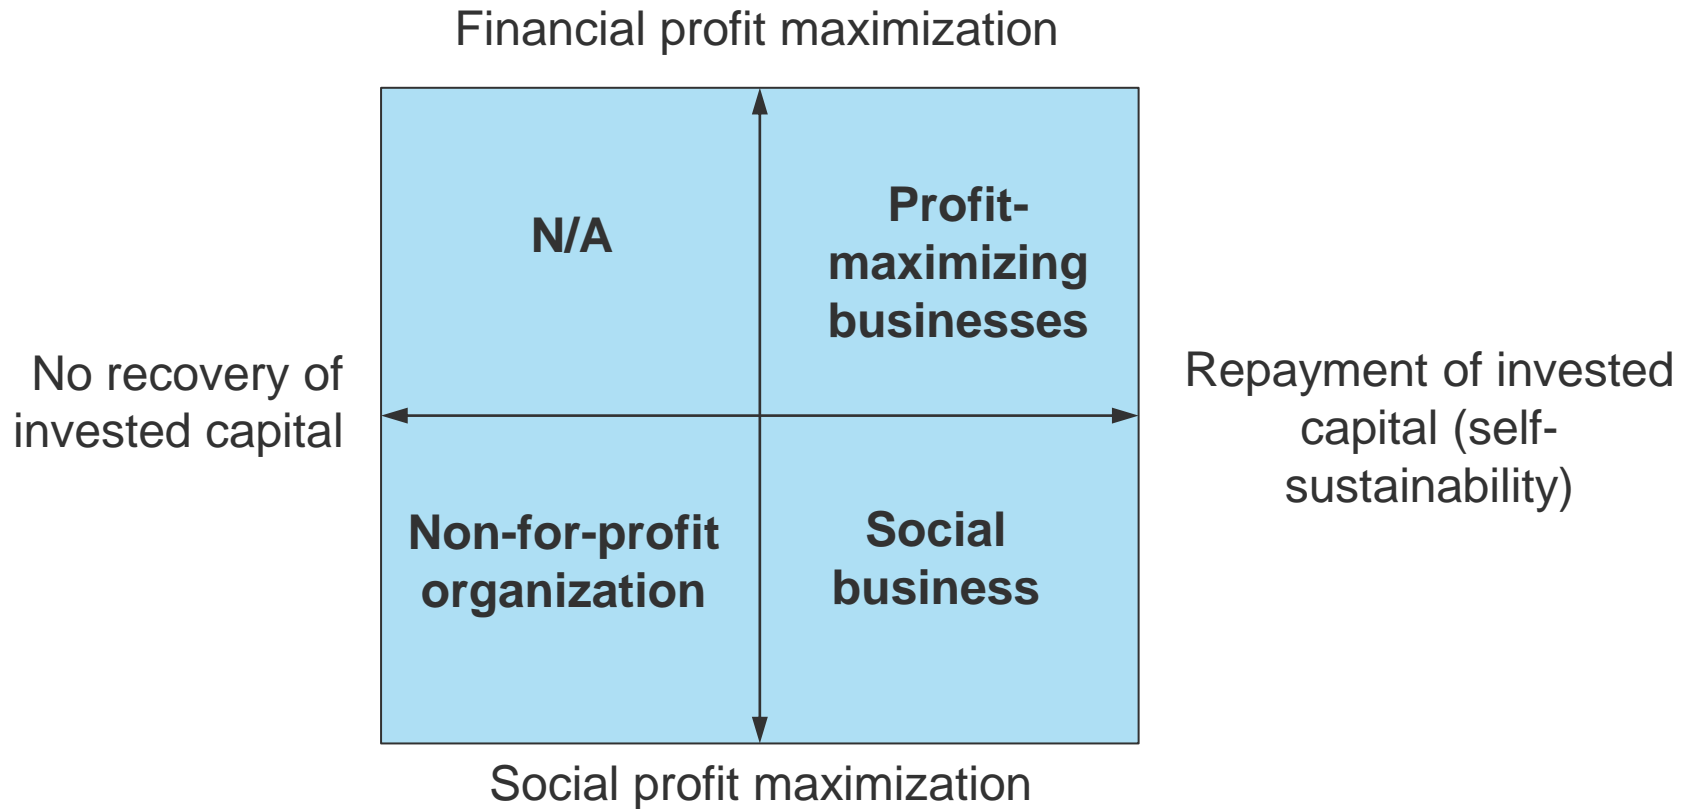 Financial profit maximization
N/A
Profit-
maximizing
businesses
No recovery of
invested capital
Repayment of invested
capital (self-
sustainability)
Non-for-profit
organization
Social
business
Social profit maximization